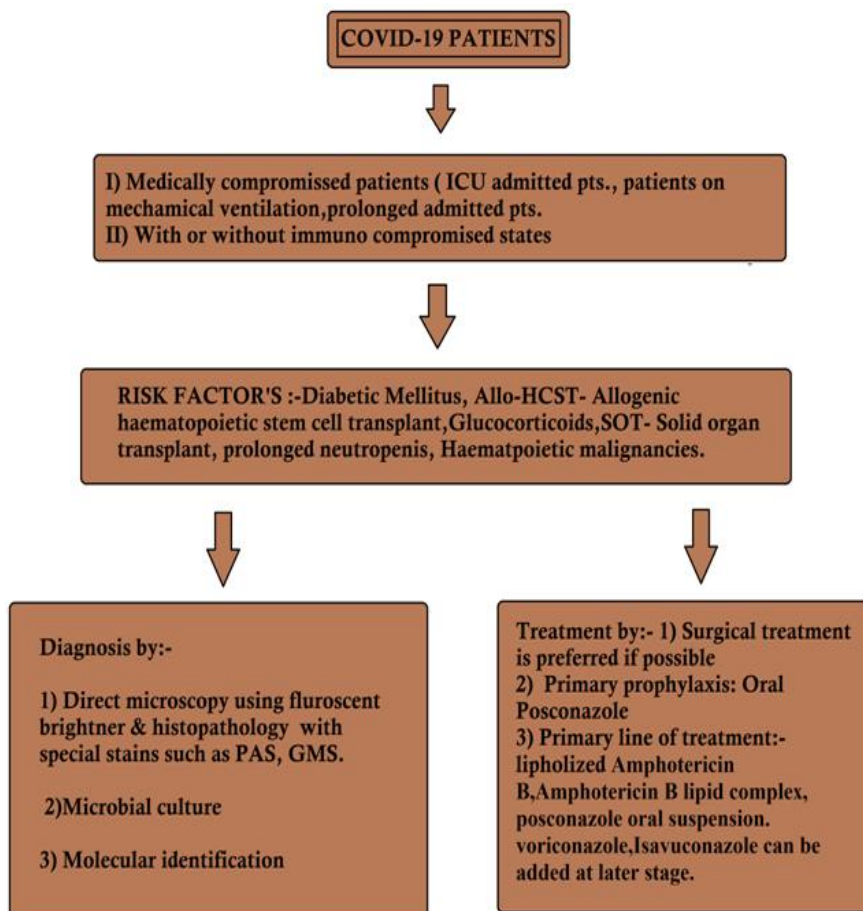 COVID-19 PATIENTS
I) Medically compromissed patients ( ICU admitted pts., patients on
mechamical ventilation,prolonged admitted pts.
II) With or without immuno compromised states
RISK FACTOR'S :-Diabetic Mellitus, Allo-HCST- Allogenic
haematopoietic stem cell transplant,Glucocorticoids,SOT- Solid organ
transplant, prolonged neutropenis, Haematpoietic malignancies.
Diagnosis by:-
1) Direct microscopy using fluroscent
brightner & histopathology with
special stains such as PAS, GMS.
2)Microbial culture
3) Molecular identification
Treatment by:- 1) Surgical treatment
is preferred if possible
2) Primary prophylaxis: Oral
Posconazole
3) Primary line of treatment:-
lipholized Amphotericin
B,Amphotericin B lipid complex,
posconazole oral suspension.
voriconazole,Isavuconazole can be
added at later stage.